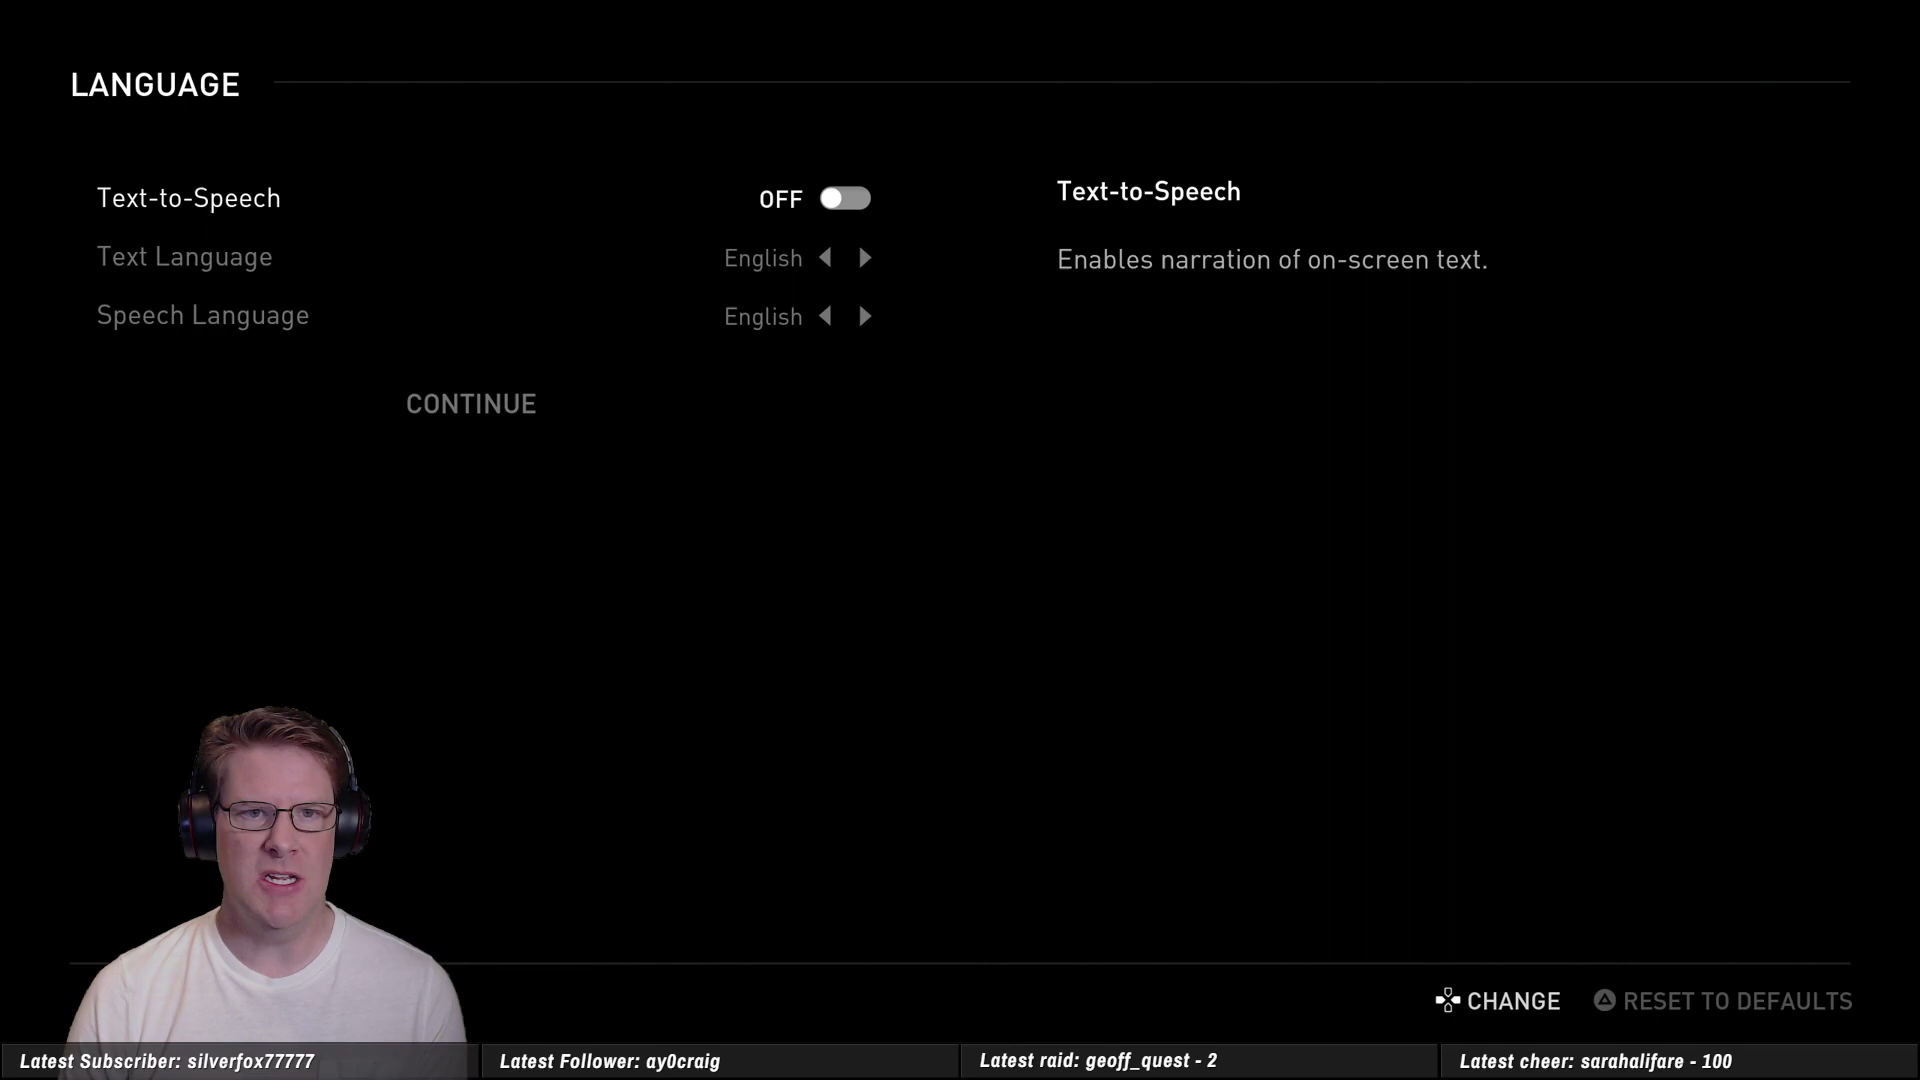 LANGUAGE
Text-to-Speech
OFF
Text Language
English
Speech Language
English
CONTINUE
Text-to-Speech
Enables narration of on-screen text.
CHANGE
RESET TO DEFAULTS
Latest Subscriber: silverfox77777
Latest Follower: ay0craig
Latest raid: geoff_quest - 2
Latest cheer: sarahalifare - 100